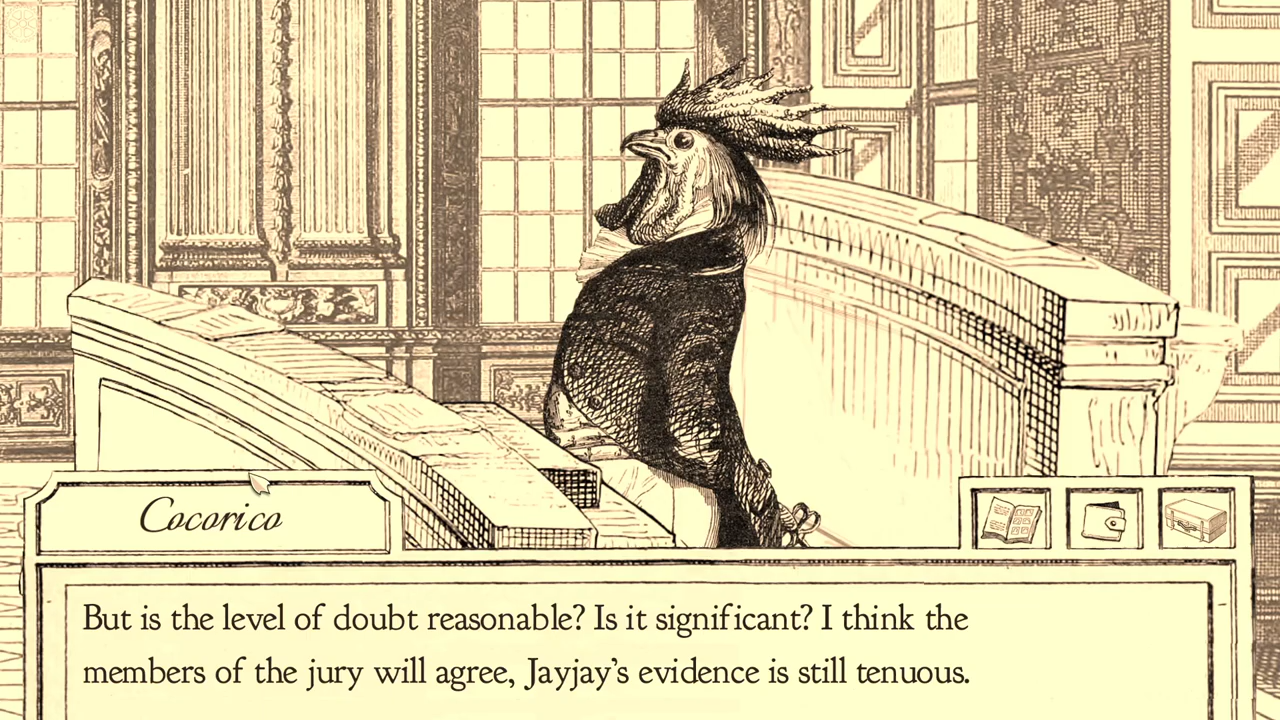 Cocorico
But is the level of doubt reasonable? Is it significant? I think the
members of the jury will agree, Jayjay's evidence is still tenuous.